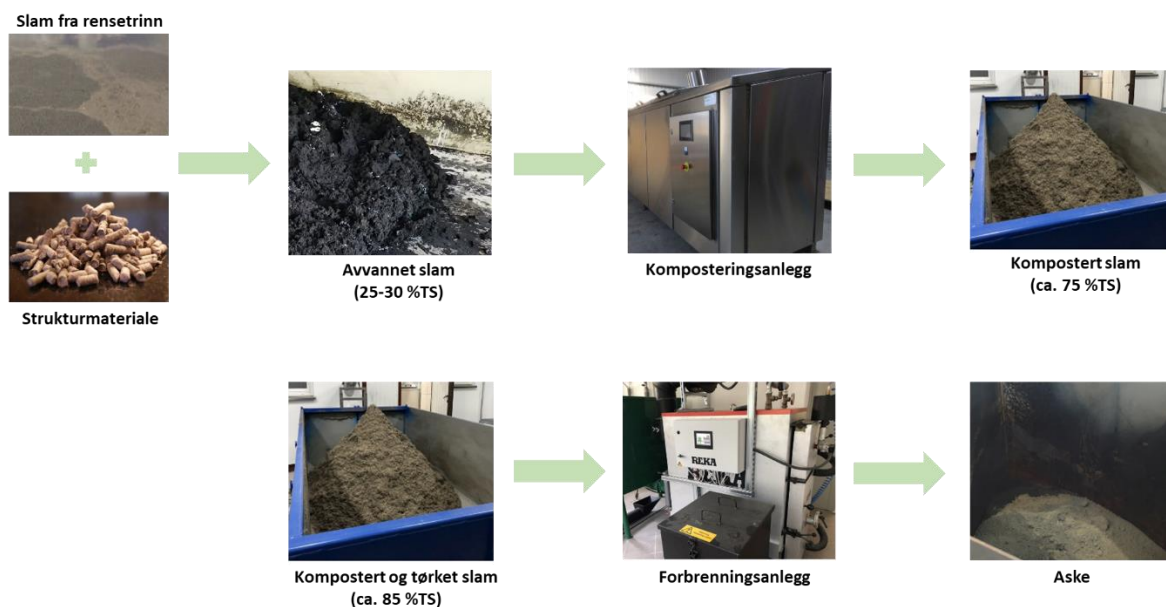 Slam fra rensetrinn
Strukturmateriale
Avvannet slam
(25-30 %TS)
Komposteringsanlegg
Kompostert slam
(ca. 75 %TS)
Kompostert og tørket slam
(ca. 85 %TS)
REKA
Forbrenningsanlegg
Aske